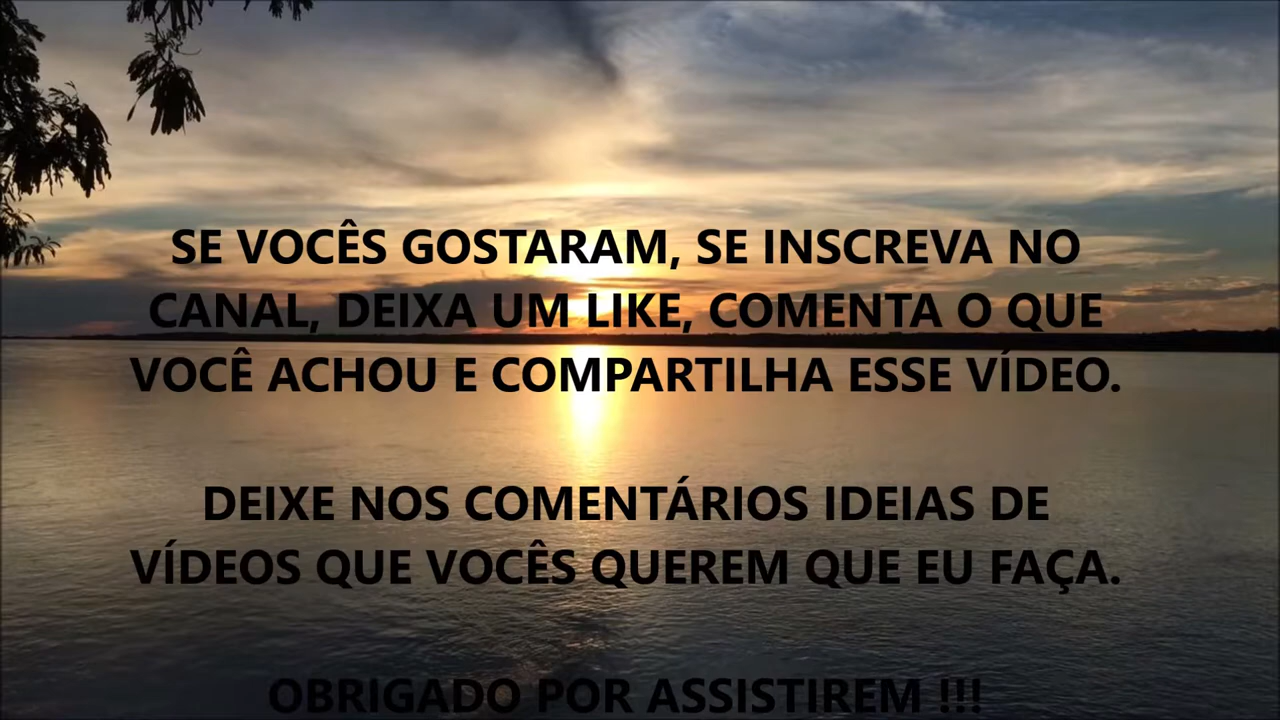 SE VOCÊS GOSTARAM, SE INSCREVA NO
CANAL, DEIXA UM LIKE, COMENTA O QUE
VOCÊ ACHOU E COMPARTILHA ESSE VÍDEO.
DEIXE NOS COMENTÁRIOS IDEIAS DE
VÍDEOS QUE VOCÊS QUEREM QUE EU FAÇA.
OBRIGADO POR ASSISTIREM !!!